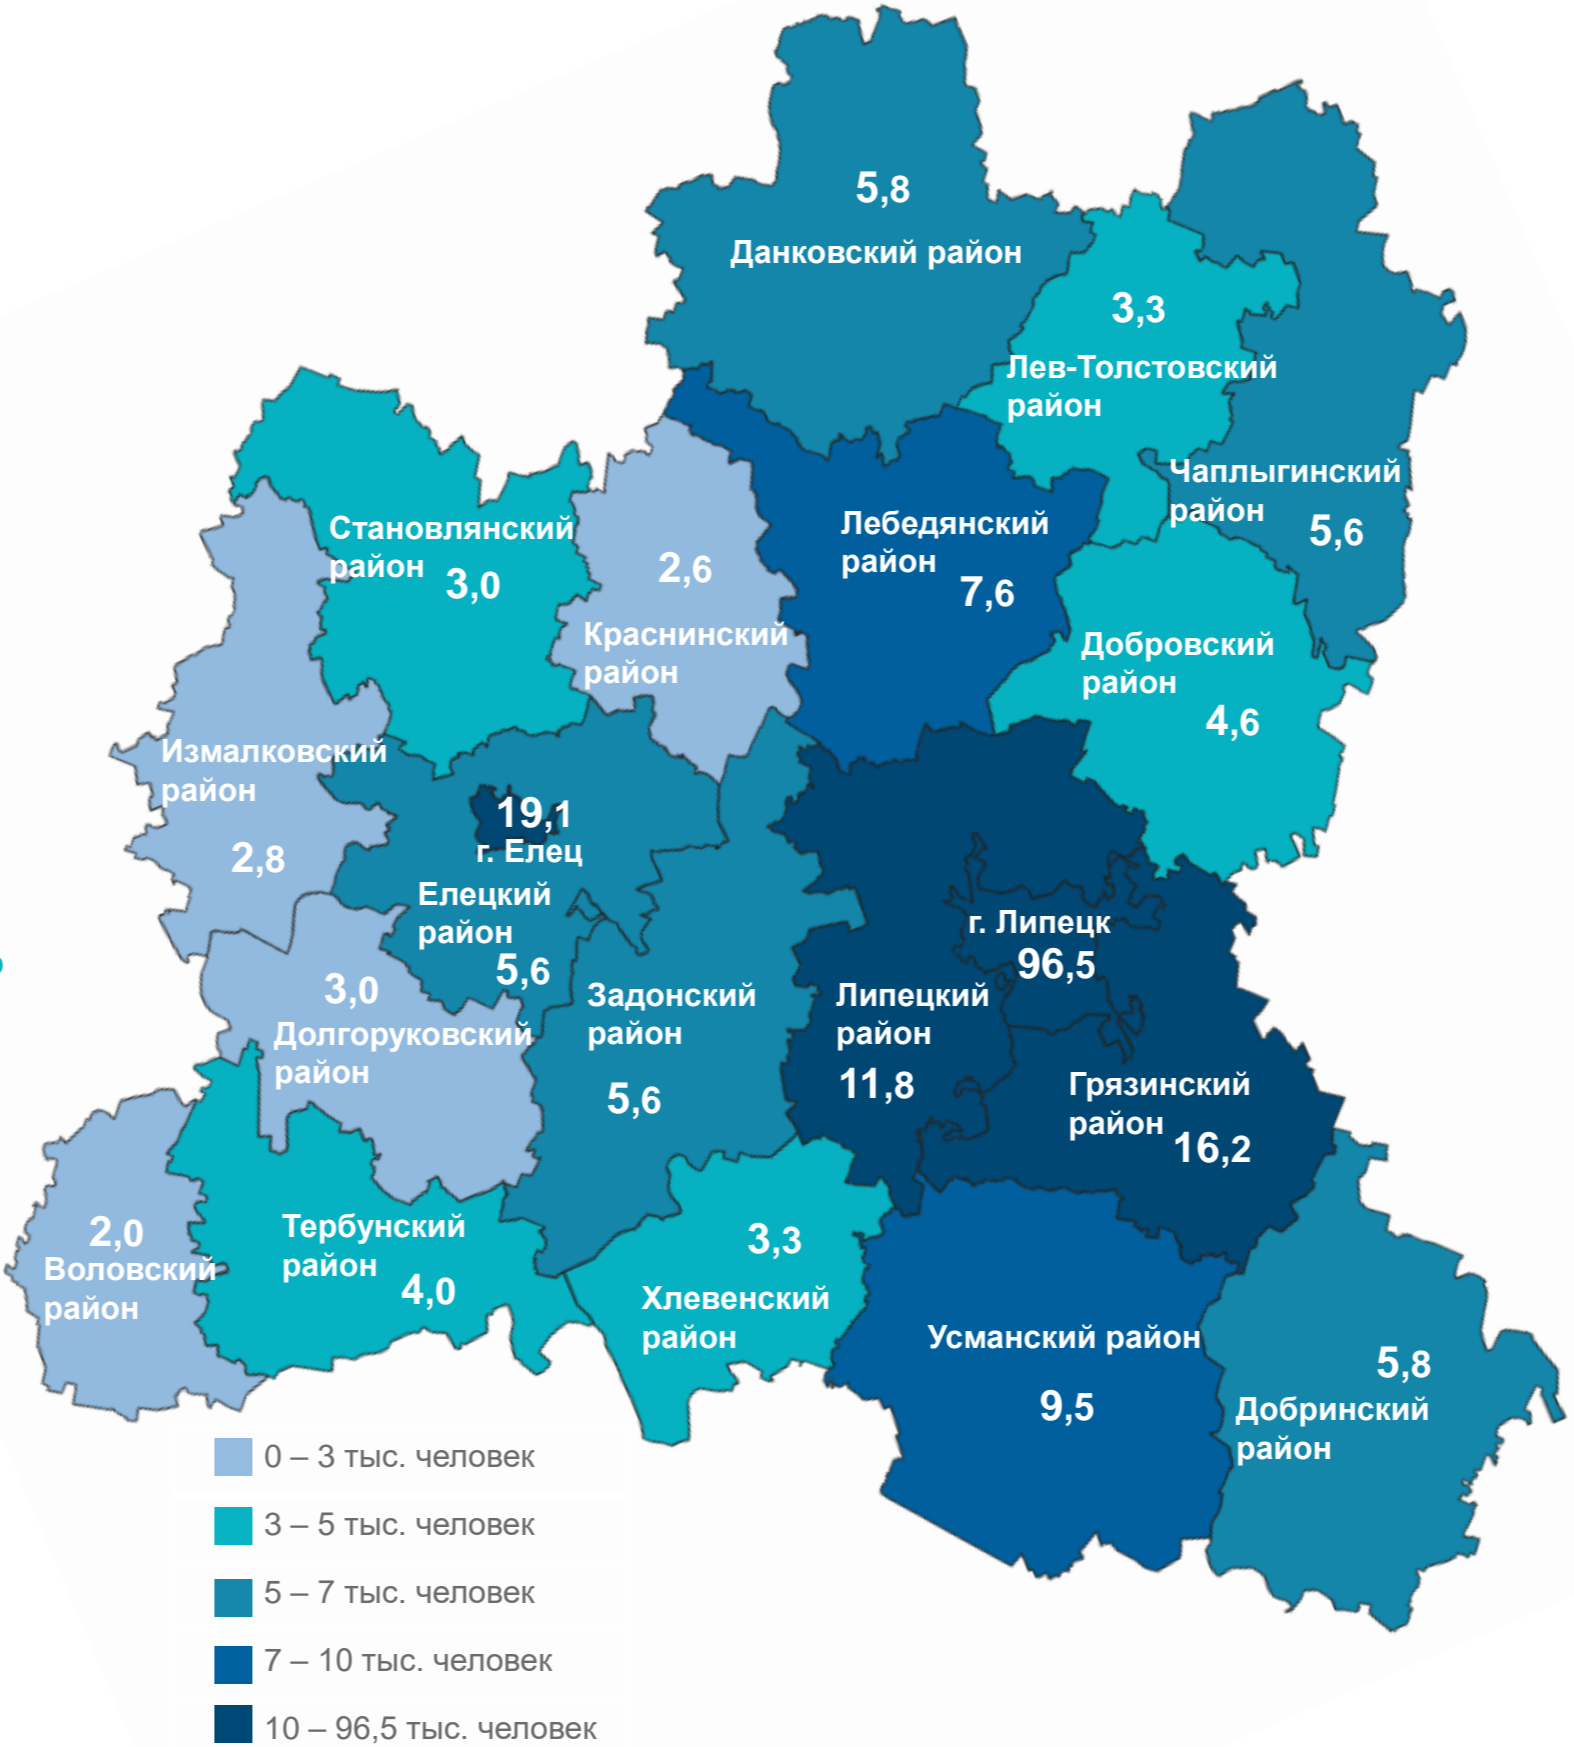 5,8
Данковский район
3,3
Лев-Толстовский
район
Чаплыгинский
район
5,6
Становлянский
район
3,0
2,6
Краснинский
район
Лебедянский
район
7,6
Добровский
район
4,6
Измалковский
район
2,8
19,1
г. Елец
Елецкий
район
5,6
г. Липецк
96,5
3,0
Долгоруковский
район
Задонский
район
5,6
Липецкий
район
11,8
Грязинский
район
16,2
2,0
Воловский
район
Тербунский
район
4,0
3,3
Хлевенский
район
Усманский район
9,5
5,8
Добринский
район
0 – 3 тыс. человек
3 – 5 тыс. человек
5 – 7 тыс. человек
7 – 10 тыс. человек
10 – 96,5 тыс. человек